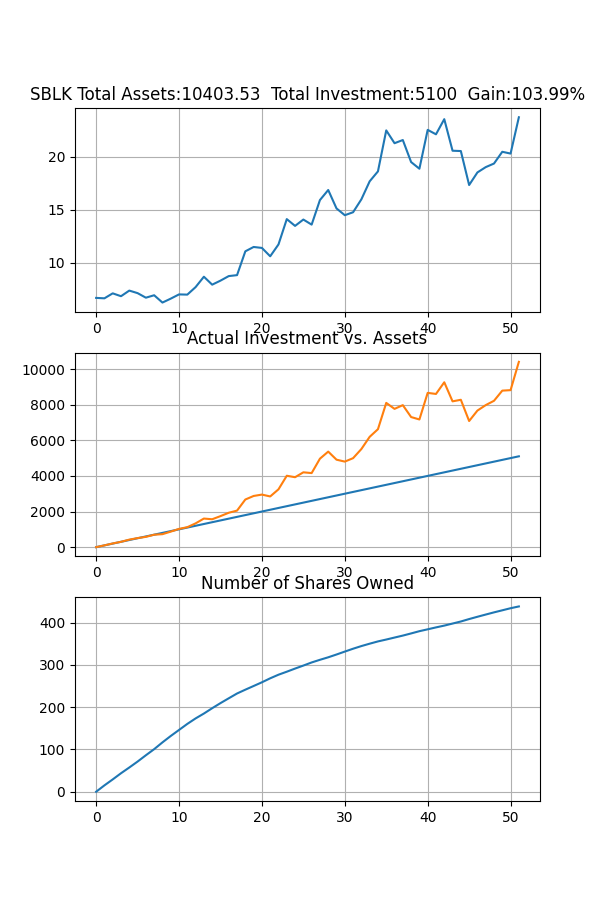 SBLK Total Assets:10403.53  Total Investment:5100  Gain:103.99%
20
15
10
0 10 20 30 40 50
Actual Investment vs. Assets
10000
8000
6000
4000
2000
0
0 10 20 30 40 50
Number of Shares Owned
400
300
200
100
0
0 10 20 30 40 50